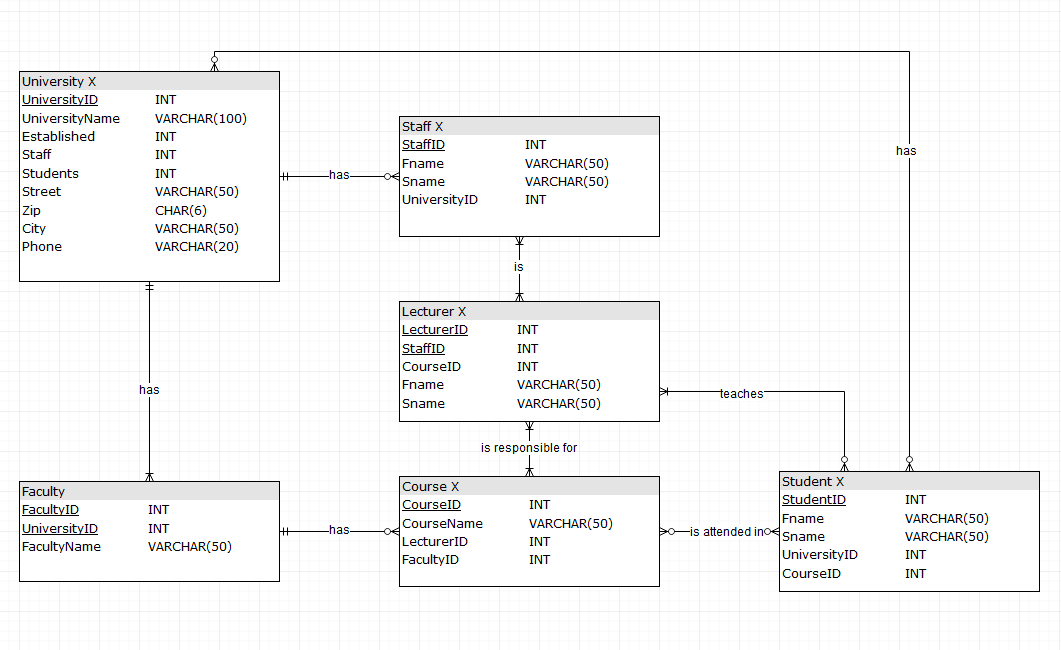 University X
UniversityID INT
UniversityName VARCHAR(100)
Established INT
Staff INT
Students INT
Street VARCHAR(50)
Zip CHAR(6)
City VARCHAR(50)
Phone VARCHAR(20)
has
Staff X
StaffID INT
Fname VARCHAR(50)
Sname VARCHAR(50)
UniversityID INT
has
is
Lecturer X
LecturerID INT
StaffID INT
CourseID INT
Fname VARCHAR(50)
Sname VARCHAR(50)
has
teaches
is responsible for
Faculty
FacultyID INT
UniversityID INT
FacultyName VARCHAR(50)
has
Course X
CourseID INT
CourseName VARCHAR(50)
LecturerID INT
FacultyID INT
is attended in
Student X
StudentID INT
Fname VARCHAR(50)
Sname VARCHAR(50)
UniversityID INT
CourseID INT